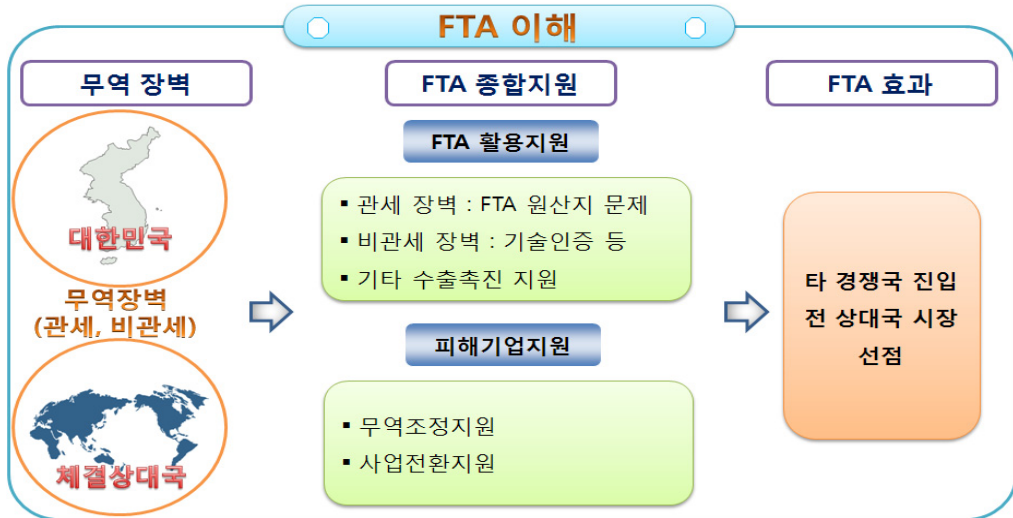 FTA 이해
무역 장벽
대한민국
무역장벽
(관세, 비관세)
체결상대국
FTA 종합지원
FTA 활용지원
▪ 관세 장벽 : FTA 원산지 문제
▪ 비관세 장벽 : 기술인증 등
▪ 기타 수출촉진 지원
피해기업지원
▪ 무역조정지원
▪ 사업전환지원
FTA 효과
타 경쟁국 진입
전 상대국 시장
선점